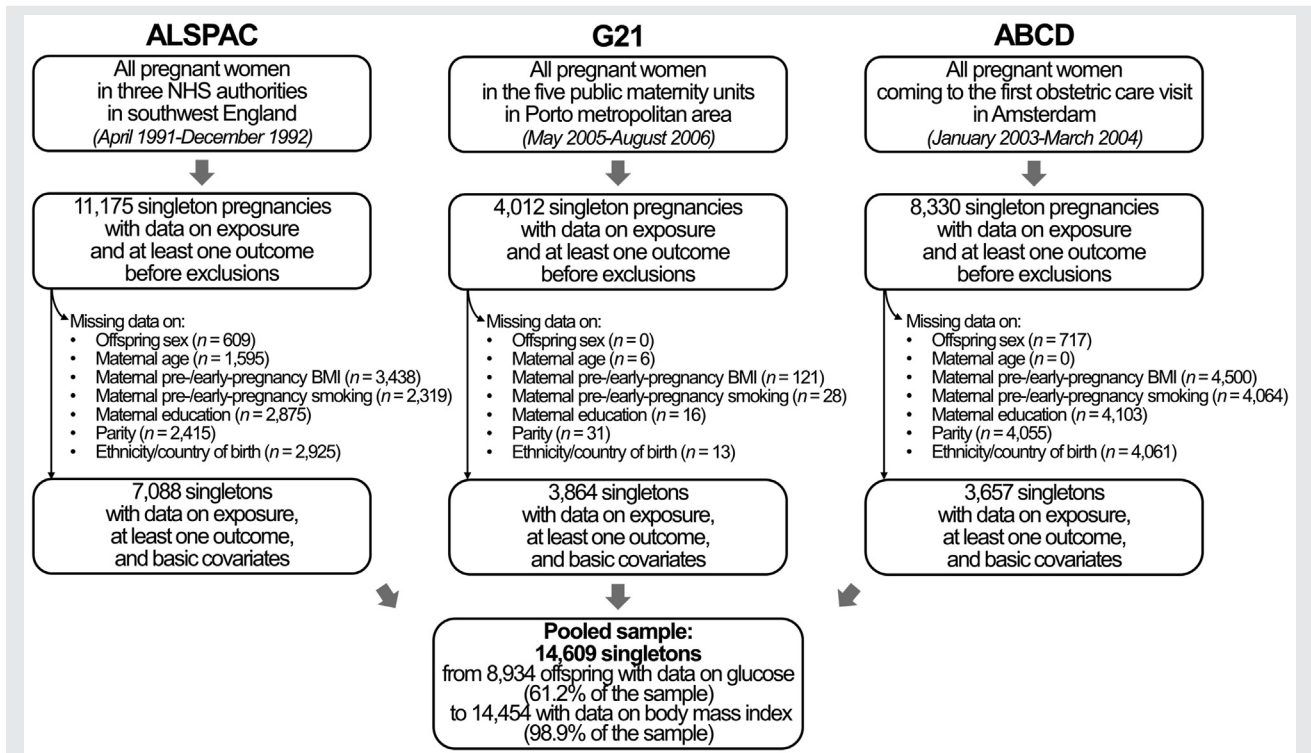 ALSPAC
All pregnant women
in three NHS authorities
in southwest England
(April 1991-December 1992)
11,175 singleton pregnancies
with data on exposure
and at least one outcome
before exclusions
Missing data on:
• Offspring sex (n = 609)
• Maternal age (n = 1,595)
• Maternal pre-/early-pregnancy BMI (n = 3,438)
• Maternal pre-/early-pregnancy smoking (n = 2,319)
• Maternal education (n = 2,875)
• Parity (n = 2,415)
• Ethnicity/country of birth (n = 2,925)
7,088 singletons
with data on exposure,
at least one outcome,
and basic covariates
G21
All pregnant women
in the five public maternity units
in Porto metropolitan area
(May 2005-August 2006)
4,012 singleton pregnancies
with data on exposure
and at least one outcome
before exclusions
Missing data on:
• Offspring sex (n = 0)
• Maternal age (n = 6)
• Maternal pre-/early-pregnancy BMI (n = 121)
• Maternal pre-/early-pregnancy smoking (n = 28)
• Maternal education (n = 16)
• Parity (n = 31)
• Ethnicity/country of birth (n = 13)
3,864 singletons
with data on exposure,
at least one outcome,
and basic covariates
ABCD
All pregnant women
coming to the first obstetric care visit
in Amsterdam
(January 2003-March 2004)
8,330 singleton pregnancies
with data on exposure
and at least one outcome
before exclusions
Missing data on:
• Offspring sex (n = 717)
• Maternal age (n = 0)
• Maternal pre-/early-pregnancy BMI (n = 4,500)
• Maternal pre-/early-pregnancy smoking (n = 4,064)
• Maternal education (n = 4,103)
• Parity (n = 4,055)
• Ethnicity/country of birth (n = 4,061)
3,657 singletons
with data on exposure,
at least one outcome,
and basic covariates
Pooled sample:
14,609 singletons
from 8,934 offspring with data on glucose
(61.2% of the sample)
to 14,454 with data on body mass index
(98.9% of the sample)